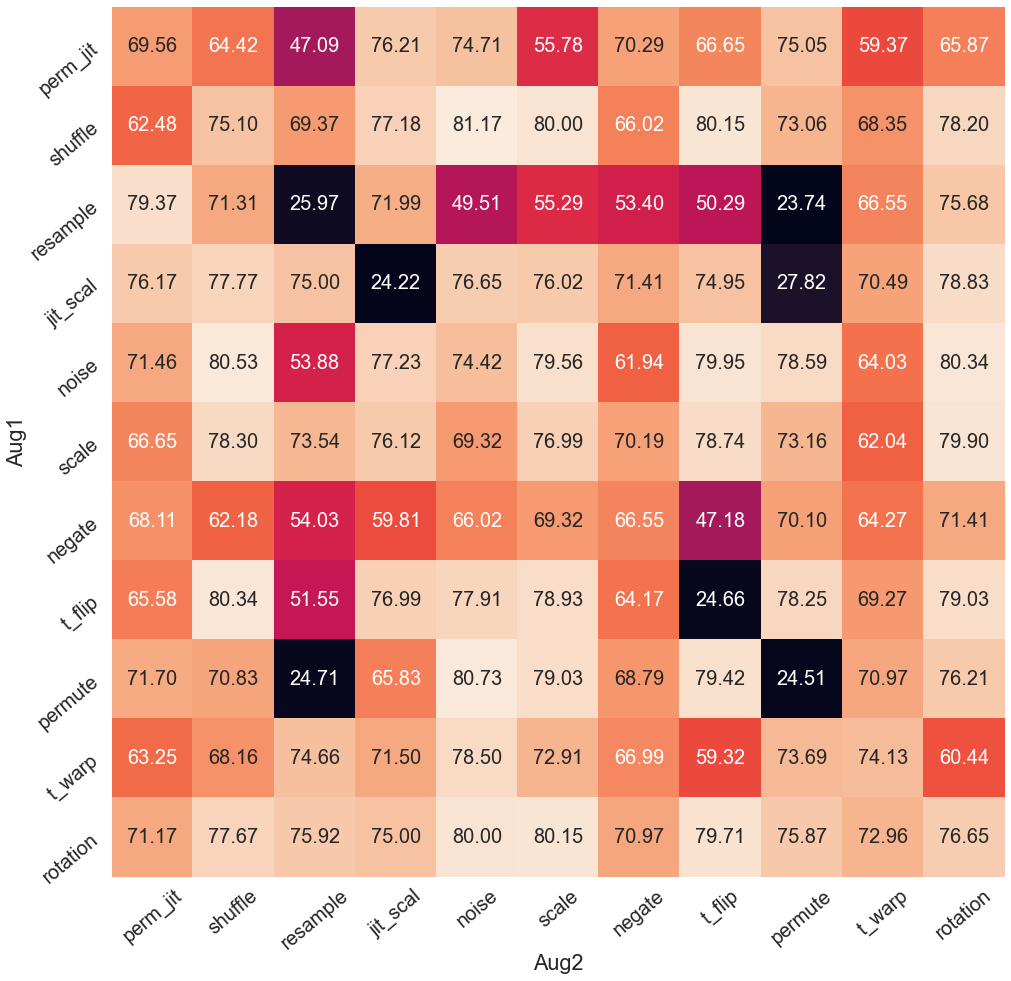 perm_jit 69.56 64.42 47.09 76.21 74.71 55.78 70.29 66.65 75.05 59.37 65.87
shuffle 62.48 75.10 69.37 77.18 81.17 80.00 66.02 80.15 73.06 68.35 78.20
resample 79.37 71.31 25.97 71.99 49.51 55.29 53.40 50.29 23.74 66.55 75.68
jit_scal 76.17 77.77 75.00 24.22 76.65 76.02 71.41 74.95 27.82 70.49 78.83
noise 71.46 80.53 53.88 77.23 74.42 79.56 61.94 79.95 78.59 64.03 80.34
Aug1
scale 66.65 78.30 73.54 76.12 69.32 76.99 70.19 78.74 73.16 62.04 79.90
negate 68.11 62.18 54.03 59.81 66.02 69.32 66.55 47.18 70.10 64.27 71.41
t_flip 65.58 80.34 51.55 76.99 77.91 78.93 64.17 24.66 78.25 69.27 79.03
permute 71.70 70.83 24.71 65.83 80.73 79.03 68.79 79.42 24.51 70.97 76.21
t_warp 63.25 68.16 74.66 71.50 78.50 72.91 66.99 59.32 73.69 74.13 60.44
rotation 71.17 77.67 75.92 75.00 80.00 80.15 70.97 79.71 75.87 72.96 76.65
perm_jit shuffle resample jit_scal noise scale negate t_flip permute t_warp rotation
Aug2